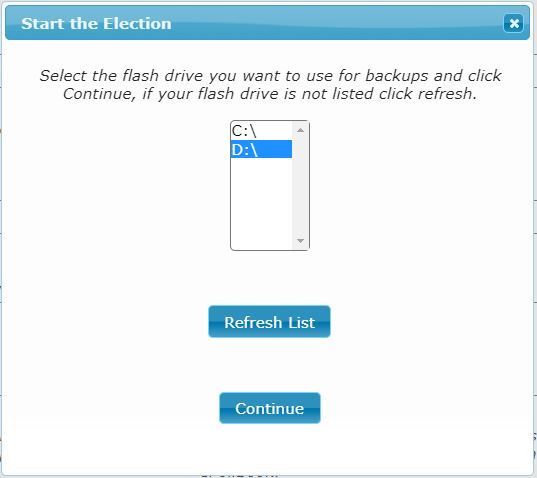 Start the Election
Select the flash drive you want to use for backups and click
Continue, if your flash drive is not listed click refresh.
C:\
D:\
Refresh List
Continue